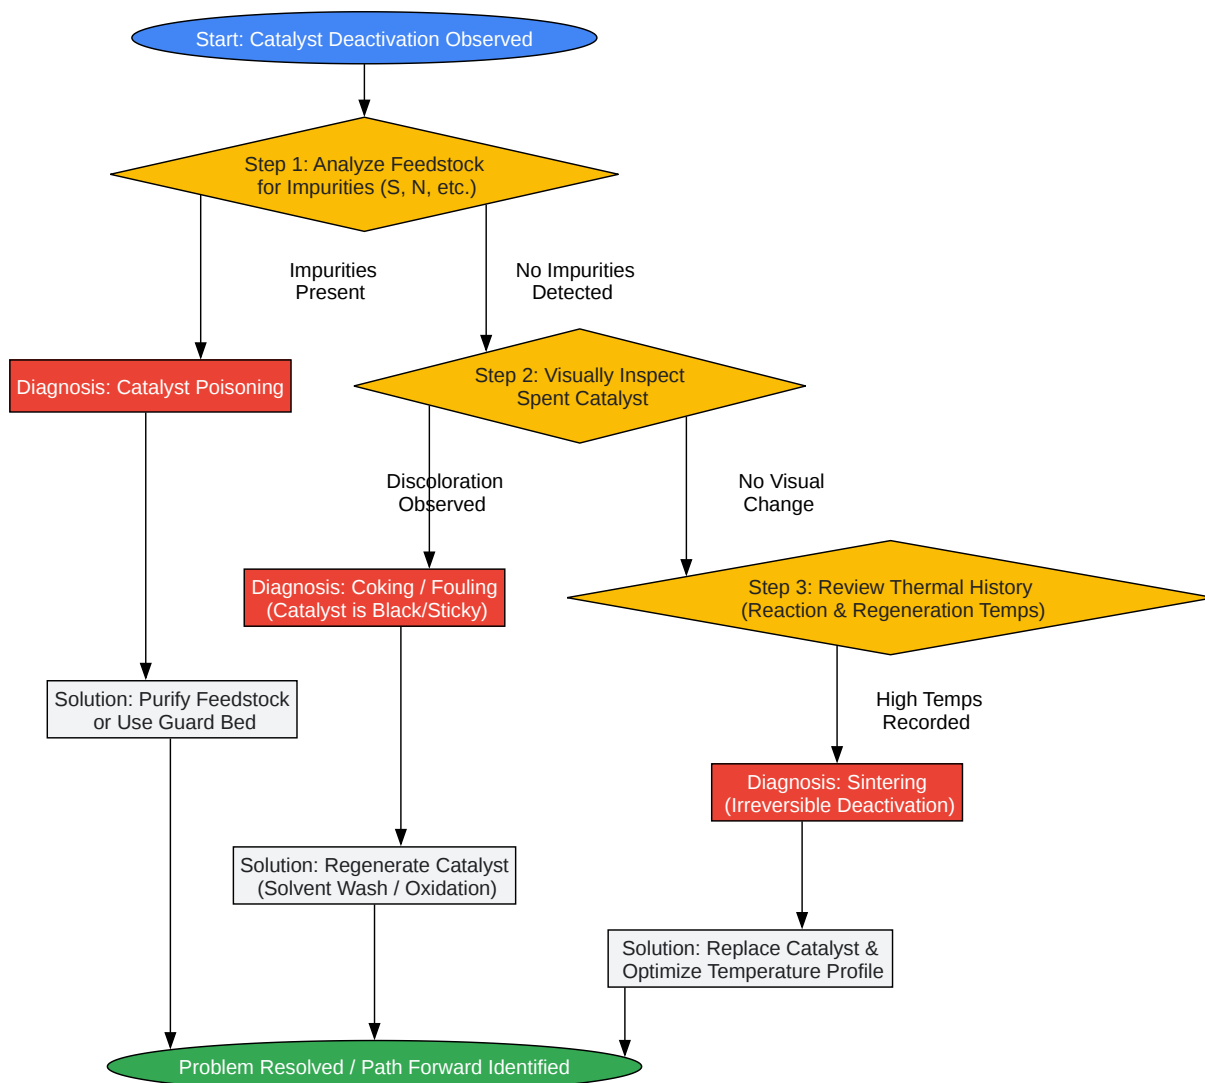 Start: Catalyst Deactivation Observed
Step 1: Analyze Feedstock
for Impurities (S, N, etc.)
Impurities
Present
No Impurities
Detected
Diagnosis: Catalyst Poisoning
Step 2: Visually Inspect
Spent Catalyst
Discoloration
Observed
No Visual
Change
Diagnosis: Coking / Fouling
(Catalyst is Black/Sticky)
Step 3: Review Thermal History
(Reaction & Regeneration Temps)
Solution: Purify Feedstock
or Use Guard Bed
High Temps
Recorded
Diagnosis: Sintering
(Irreversible Deactivation)
Solution: Regenerate Catalyst
(Solvent Wash / Oxidation)
Solution: Replace Catalyst &
Optimize Temperature Profile
Problem Resolved / Path Forward Identified